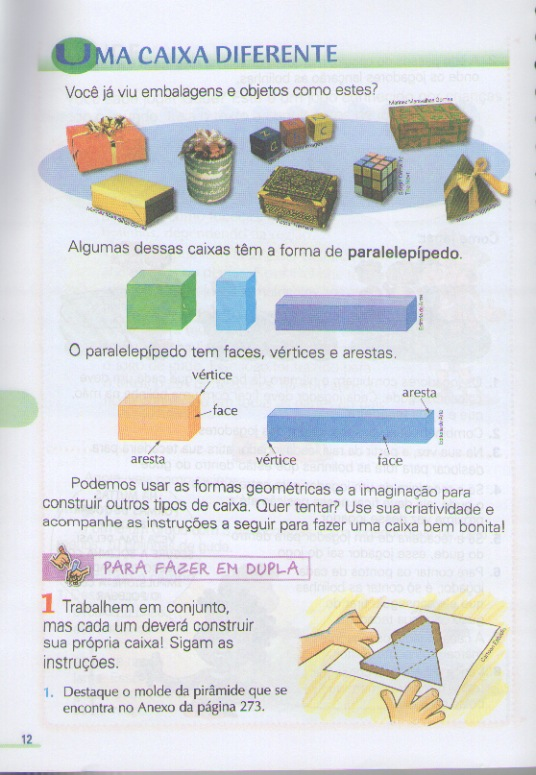 UMA CAIXA DIFERENTE
Você já viu embalagens e objetos como estes?
Algumas dessas caixas têm a forma de paralelepípedo.
O paralelepípedo tem faces, vértices e arestas.
vértice
face
aresta
aresta
vértice
face
Podemos usar as formas geométricas e a imaginação para
construir outros tipos de caixa. Quer tentar? Use sua criatividade e
acompanhe as instruções a seguir para fazer uma caixa bem bonita!
PARA FAZER EM DUPLA
1 Trabalhem em conjunto,
mas cada um deverá construir
sua própria caixa! Sigam as
instruções.
1. Destaque o molde da pirâmide que se
encontra no Anexo da página 273.
12